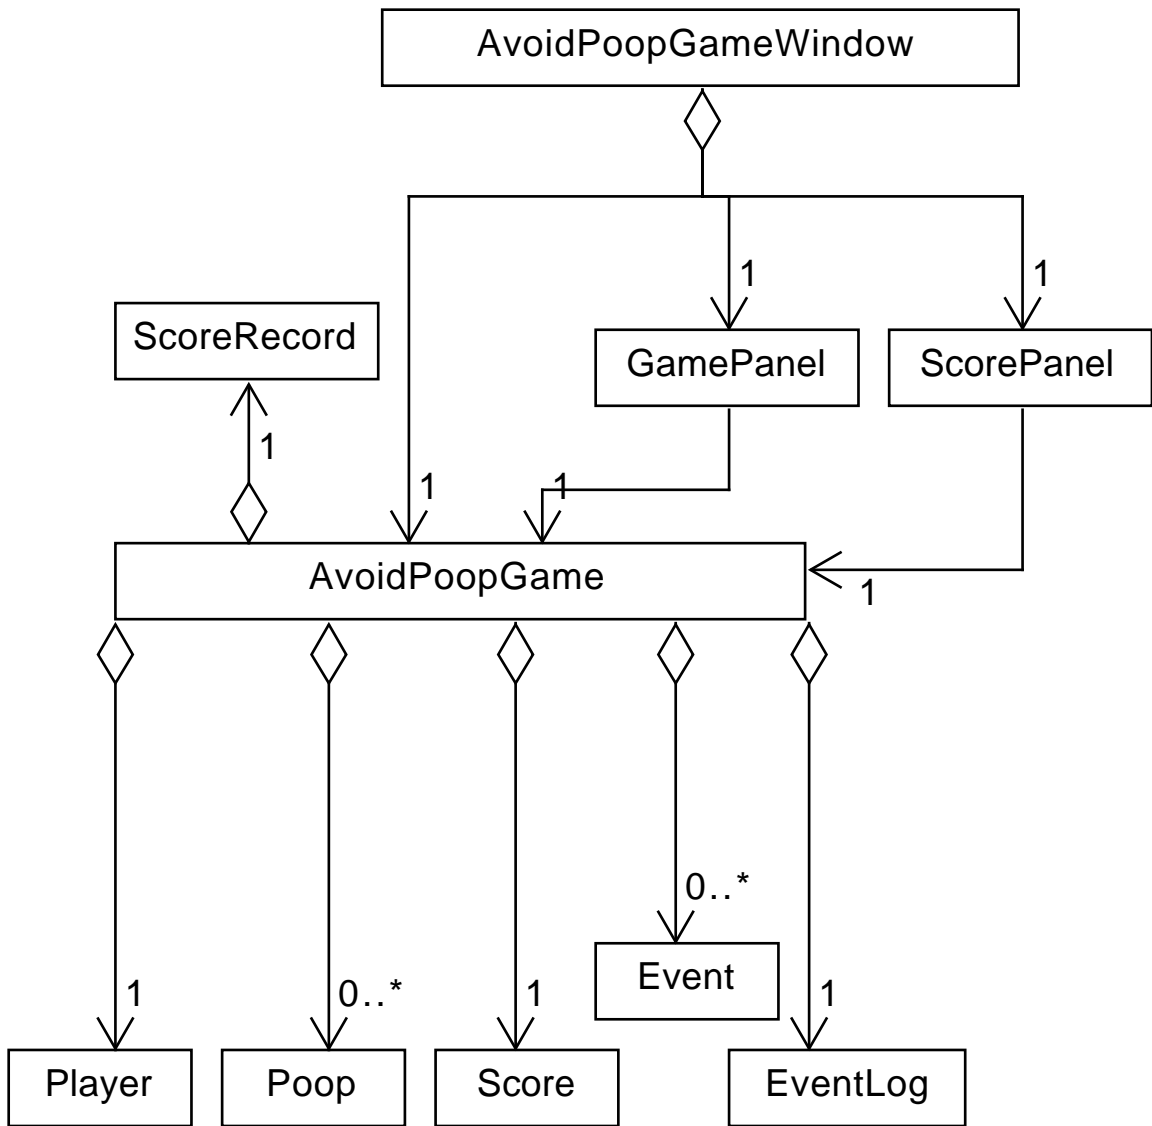 AvoidPoopGameWindow
1
1
ScoreRecord
GamePanel
ScorePanel
1
1
1
AvoidPoopGame
1
0..*
Event
1
0..*
1
1
Player
Poop
Score
EventLog